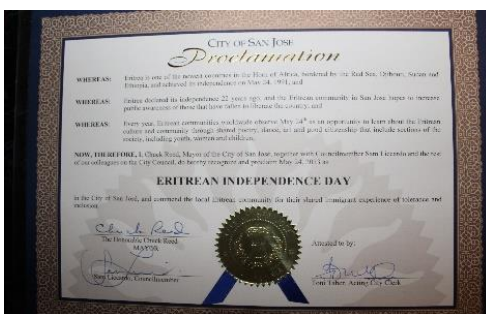 CITY OF SAN JOSE
Proclamation
WHEREAS: Eritrea is one of the newest countries in the Horn of Africa, bordered by the Red Sea, Djibouti, Sudan and
Ethiopia, and achieved its independence on May 24, 1991; and
WHEREAS: Eritrea declared its independence 22 years ago, and the Eritrean community in San Jose hopes to increase
public awareness of those that have fallen to liberate the country; and
WHEREAS: Every year, Eritrean communities worldwide observe May 24th as an opportunity to learn about the Eritrean
culture and community through shared poetry, dance, art and good citizenship that include sections of the
society, including youth, women and children.
NOW, THEREFORE, I, Chuck Reed, Mayor of the City of San Jose, together with Councilmember Sam Liccardo and the rest
of our colleagues on the City Council, do hereby recognize and proclaim May 24, 2013 as
ERITREAN INDEPENDENCE DAY
in the City of San Jose, and commend the local Eritrean community for their shared immigrant experience of tolerance and
inclusion.
Chuck Reed
The Honorable Chuck Reed
MAYOR
Attested to by:
Sam Liccardo, Councilmember
Toni Taber, Acting City Clerk